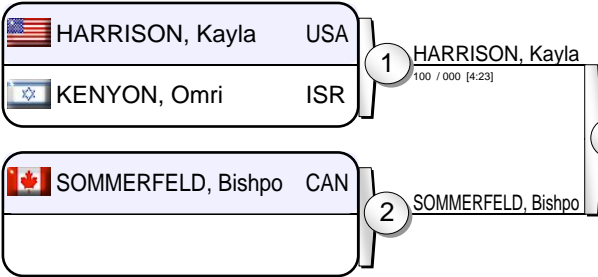 HARRISON, Kayla USA
1
HARRISON, Kayla
100 / 000 [4:23]
KENYON, Omri ISR
SOMMERFELD, Bishpo CAN
2
SOMMERFELD, Bishpo